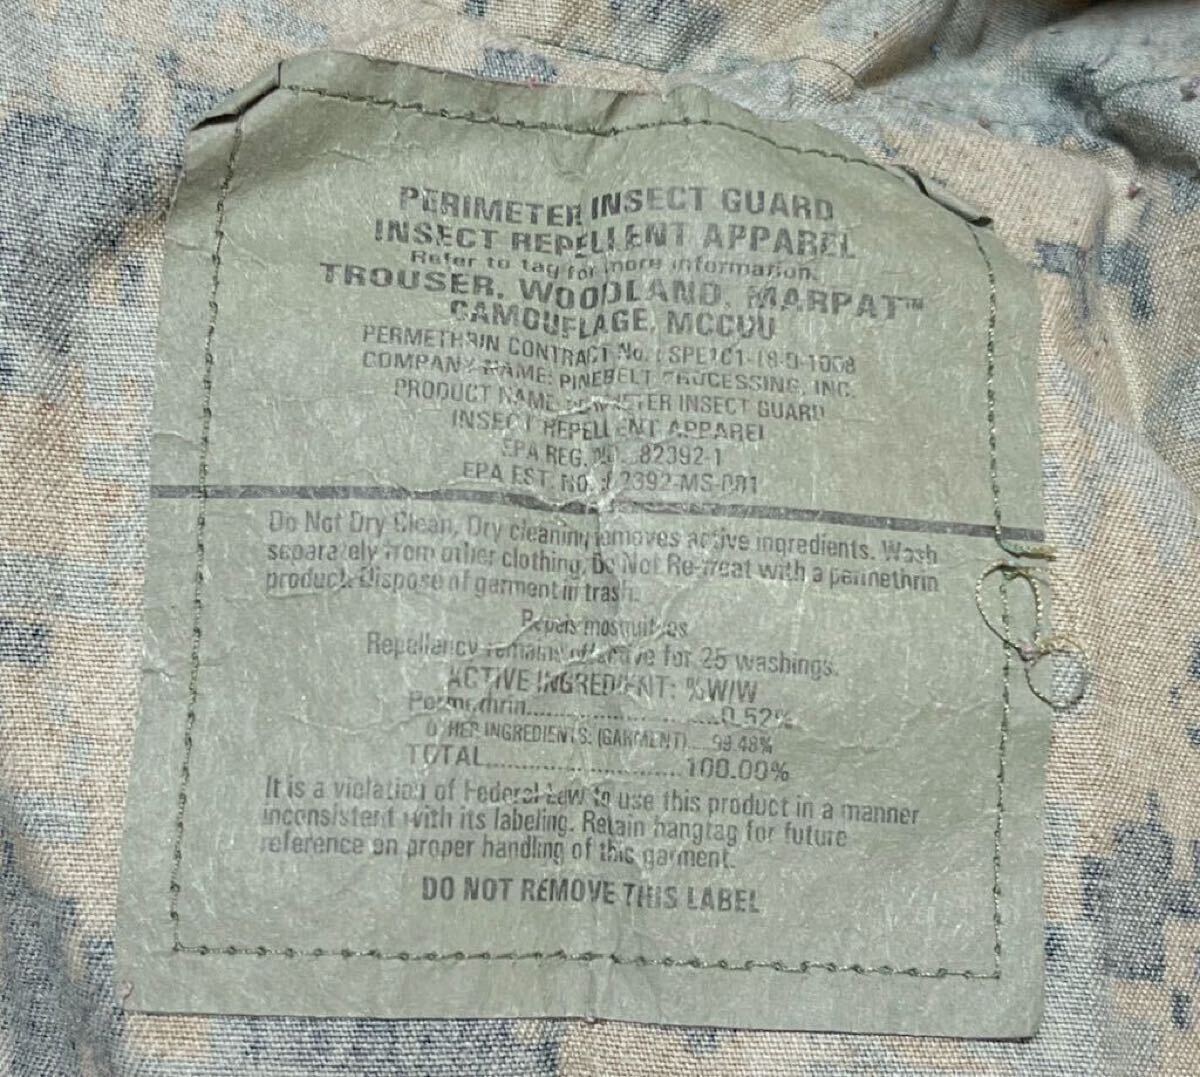 PERIMETER INSECT GUARD
INSECT REPELLENT APPAREL
Refer to tag for more information.
TROUSER, WOODLAND, MARPAT™
CAMOUFLAGE, MCCUU
PERMETHRIN CONTRACT No.: SPE1C1-18-D-1008
COMPANY NAME: PINEBELT PROCESSING, INC.
PRODUCT NAME: PERIMETER INSECT GUARD
INSECT REPELLENT APPAREL
EPA REG. NO. 82392-1
EPA EST. NO.: 82392-MS-001
Do Not Dry Clean. Dry cleaning removes active ingredients. Wash
separately from other clothing. Do Not Re-Treat with a permethrin
product. Dispose of garment in trash.
Repels mosquitoes
Repellancy remains effective for 25 washings.
ACTIVE INGREDIENT: %W/W
Permethrin..............................0.52%
OTHER INGREDIENTS: (GARMENT)....99.48%
TOTAL..............................100.00%
It is a violation of Federal Law to use this product in a manner
inconsistent with its labeling. Retain hangtag for future
reference on proper handling of this garment.
DO NOT REMOVE THIS LABEL